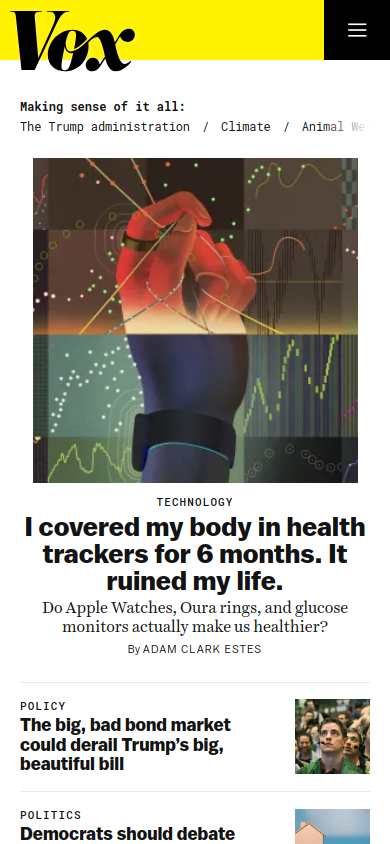 Vox
Making sense of it all:
The Trump administration / Climate / Animal We
TECHNOLOGY
I covered my body in health
trackers for 6 months. It
ruined my life.
Do Apple Watches, Oura rings, and glucose
monitors actually make us healthier?
By ADAM CLARK ESTES
POLICY
The big, bad bond market
could derail Trump's big,
beautiful bill
POLITICS
Democrats should debate